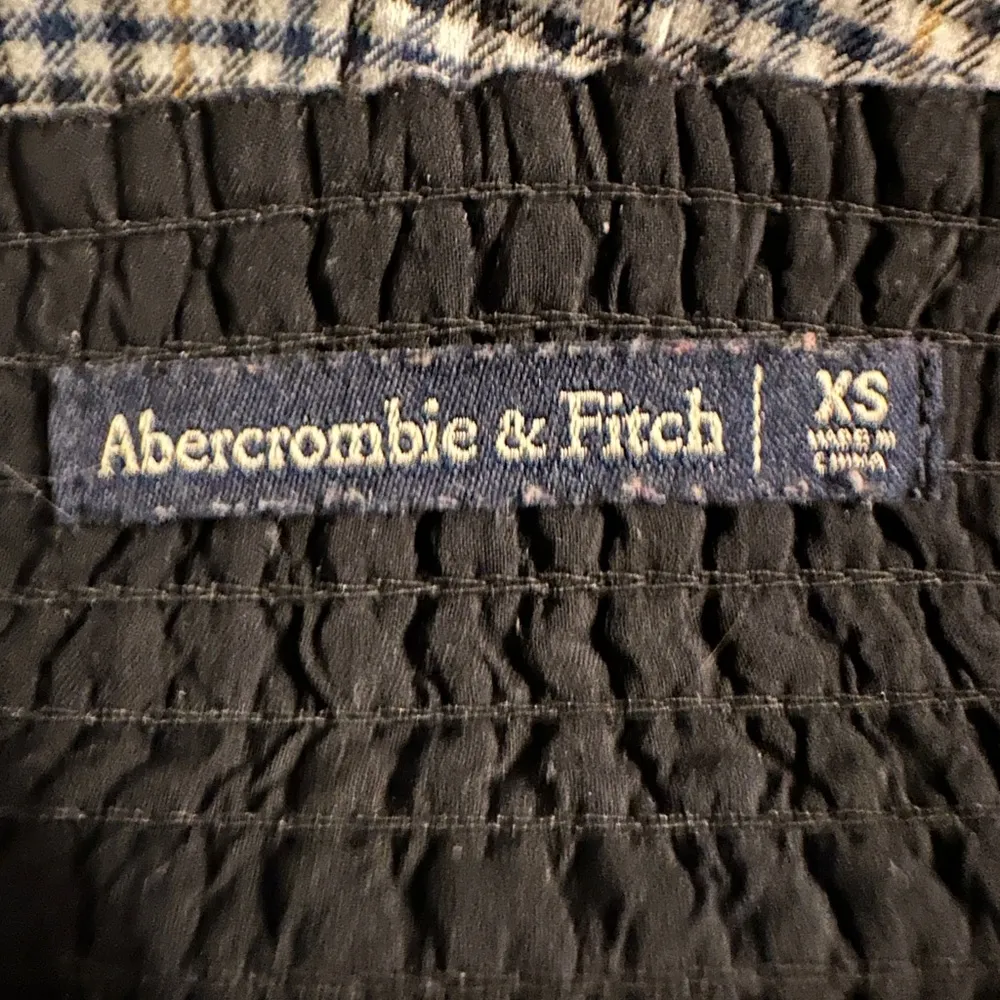 Abercrombie & Fitch | XS
MADE IN
CHINA